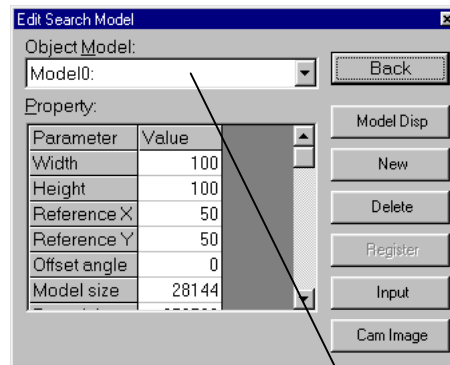 Edit Search Model
Object Model:
Model0:
Back
Property:
Parameter Value
Width 100
Height 100
Reference X 50
Reference Y 50
Offset angle 0
Model size 28144
Model Disp
New
Delete
Register
Input
Cam Image